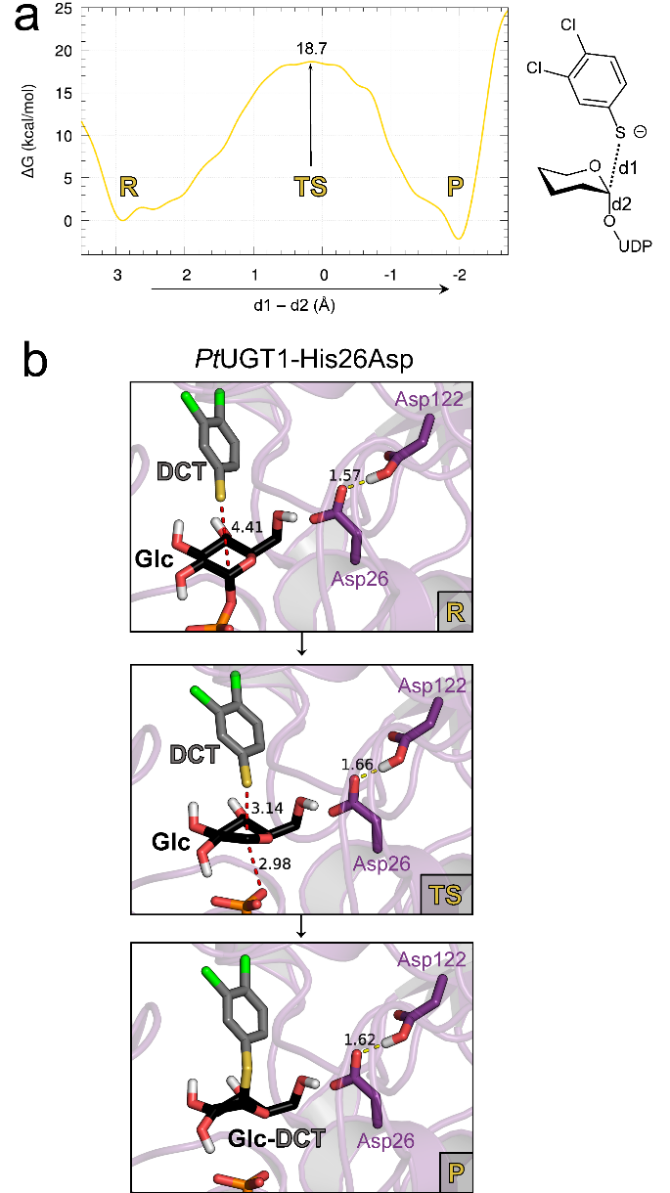 a
25
20
15
10
5
0
ΔG (kcal/mol)
18.7
R
TS
P
3
2
1
0
-1
-2
d1 – d2 (Å)
Cl
Cl
S
⊖
O
d1
d2
O
UDP
b
PtUGT1-His26Asp
Asp122
DCT
1.57
4.41
Glc
Asp26
R
Asp122
DCT
1.66
3.14
Glc
2.98
Asp26
TS
Asp122
1.62
Glc-DCT
Asp26
P